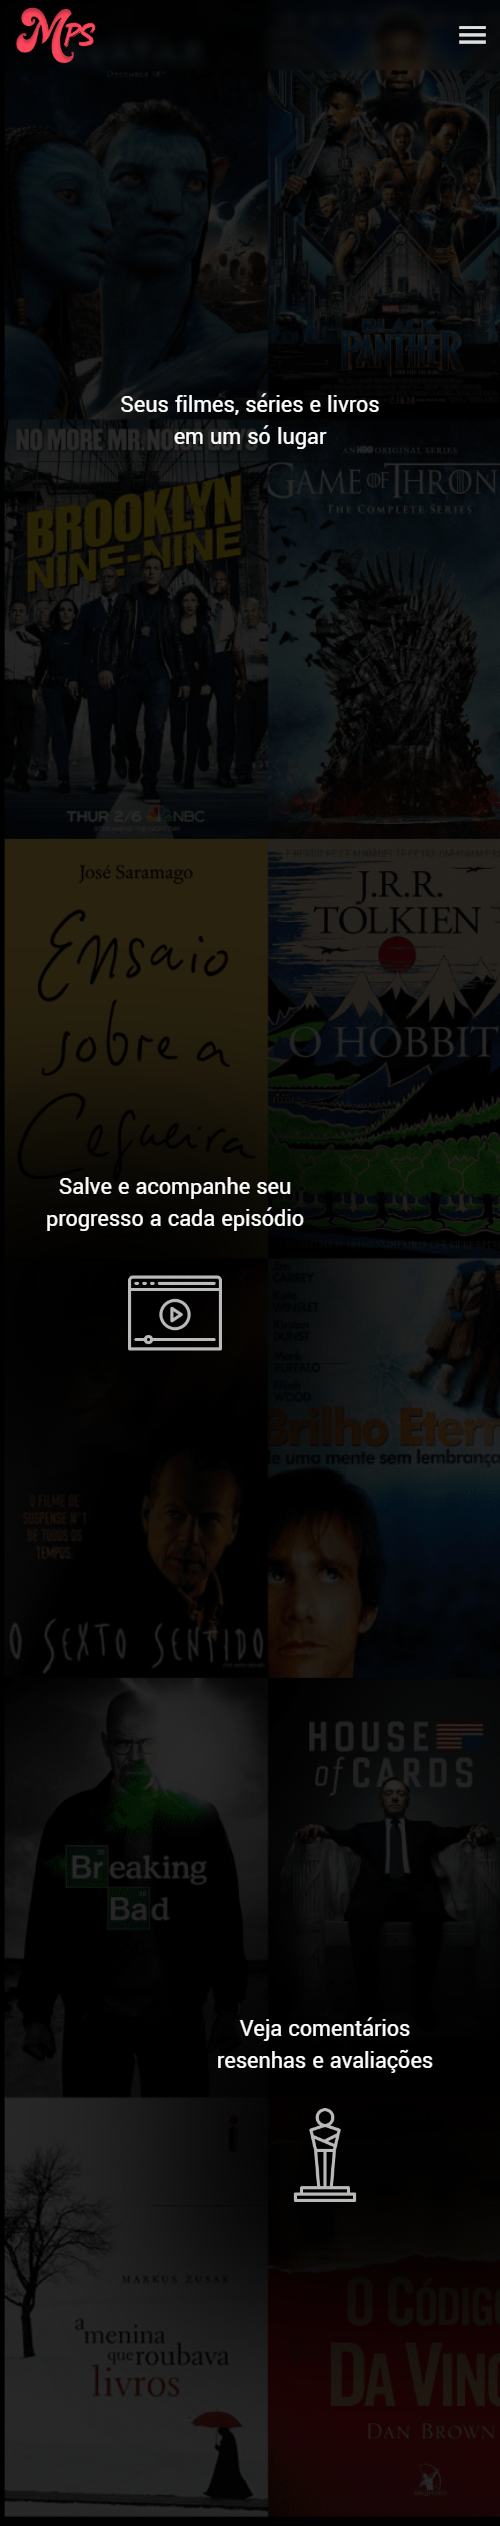 Mps
DECEMBER 18
BLACK
PANTHER
Seus filmes, séries e livros
em um só lugar
NO MORE MR. NOICE GUYS
BROOKLYN
NINE-NINE
THUR 2/6 NBC
AN HBO ORIGINAL SERIES
GAME OF THRON
THE COMPLETE SERIES
José Saramago
Ensaio
sobre a
Cegueira
J.R.R.
TOLKIEN
O HOBBIT
Salve e acompanhe seu
progresso a cada episódio
O FILME DE
SUSPENSE Nº1
DE TODOS OS
TEMPOS.
O SEXTO SENTIDO
Jim
CARREY
Kate
WINSLET
Kirsten
DUNST
Mark
RUFFALO
Elijah
WOOD
Brilho Etern
de uma mente sem lembrança
Breaking
Bad
HOUSE
of CARDS
Veja comentários
resenhas e avaliações
MARKUS ZUSAK
a menina
que roubava
livros
O CÓDIG
DA VINC
DAN BROWN